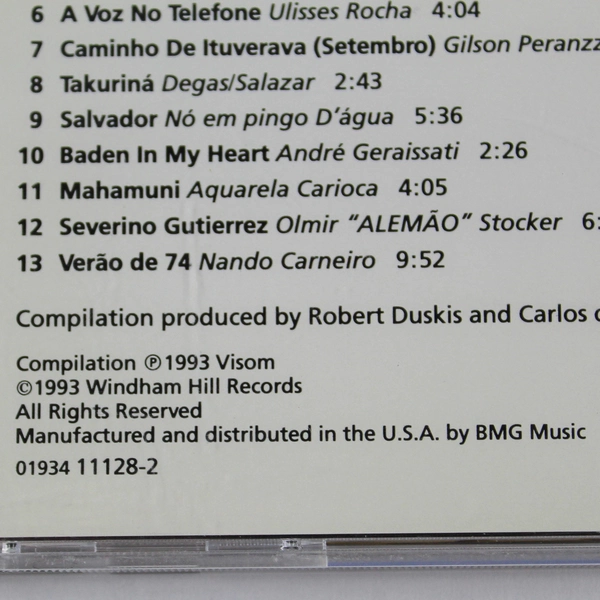 6 A Voz No Telefone Ulisses Rocha 4:04
7 Caminho De Ituverava (Setembro) Gilson Peranzz
8 Takuriná Degas/Salazar 2:43
9 Salvador Nó em pingo D'água 5:36
10 Baden In My Heart André Geraissati 2:26
11 Mahamuni Aquarela Carioca 4:05
12 Severino Gutierrez Olmir "ALEMÃO" Stocker 6:
13 Verão de 74 Nando Carneiro 9:52
Compilation produced by Robert Duskis and Carlos
Compilation ℗1993 Visom
©1993 Windham Hill Records
All Rights Reserved
Manufactured and distributed in the U.S.A. by BMG Music
01934 11128-2